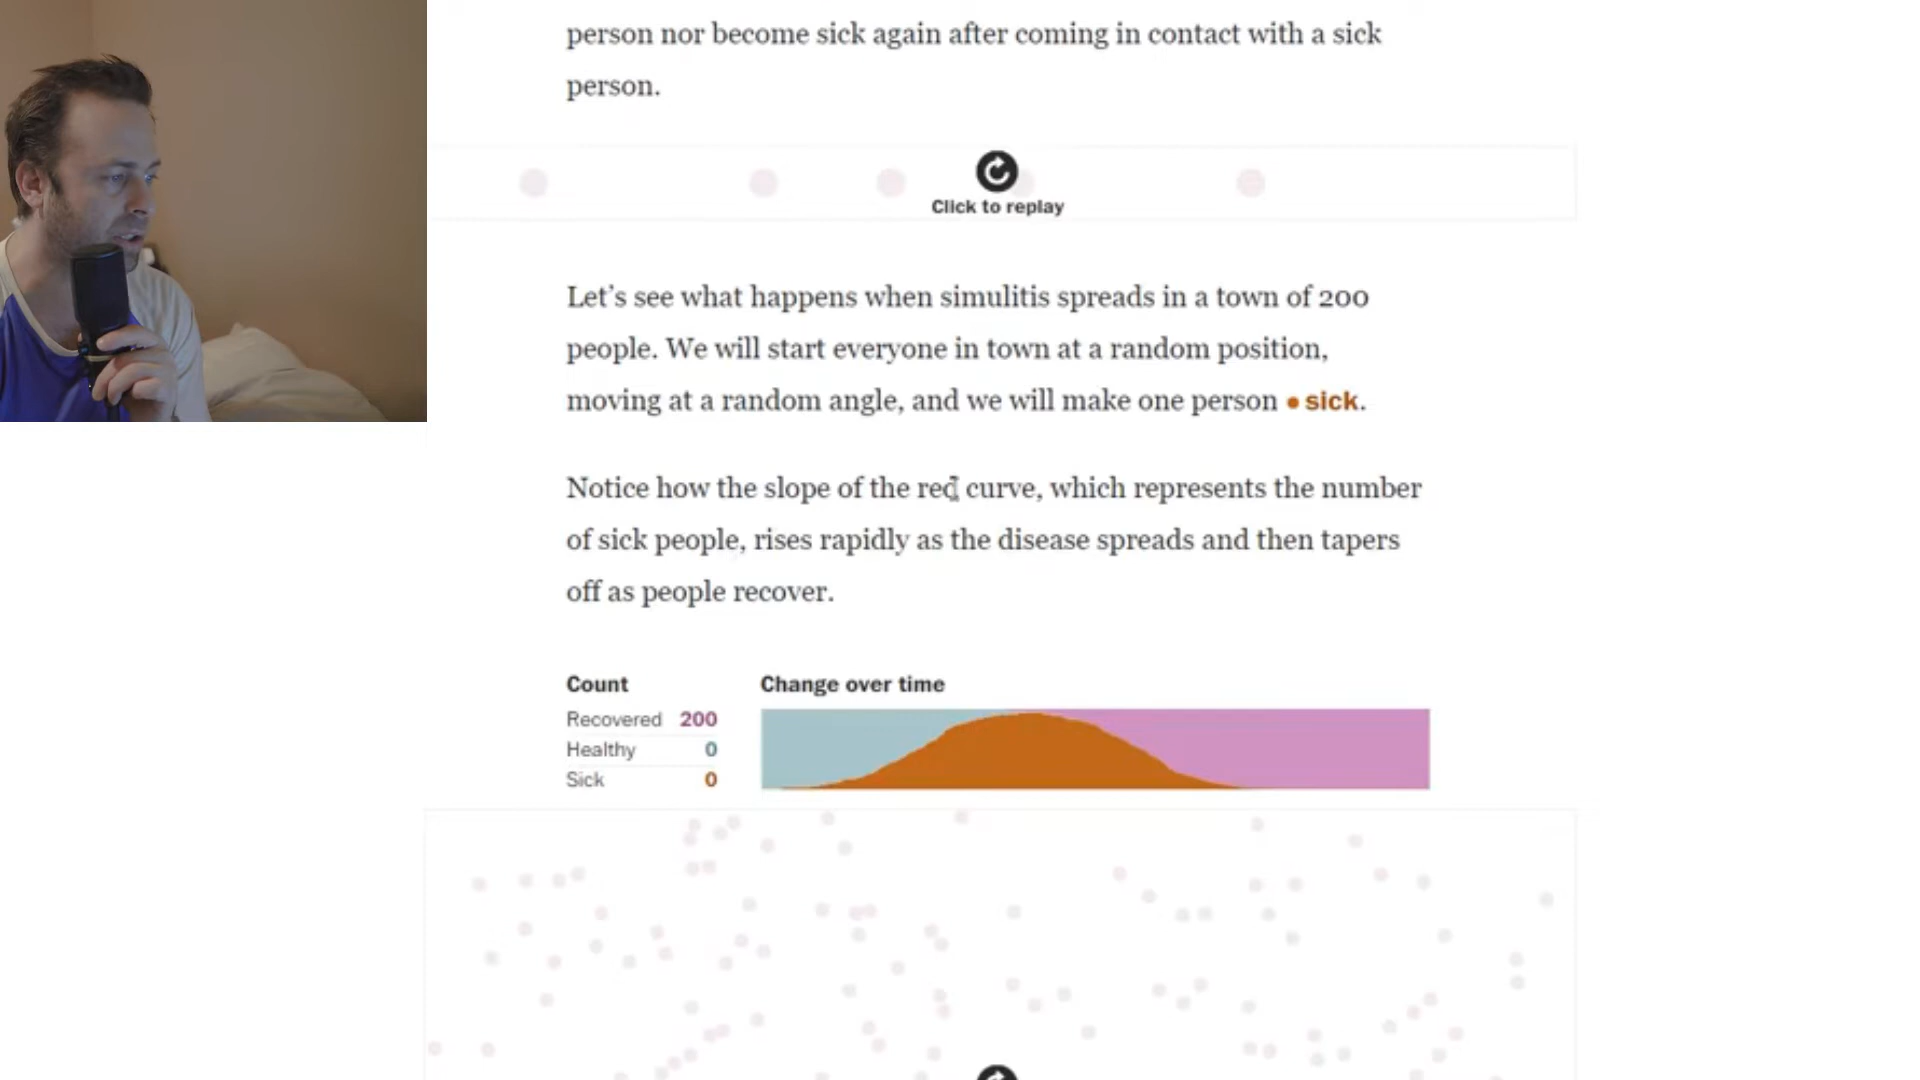 person nor become sick again after coming in contact with a sick
person.
Click to replay
Let's see what happens when simulitis spreads in a town of 200
people. We will start everyone in town at a random position,
moving at a random angle, and we will make one person • sick.
Notice how the slope of the red curve, which represents the number
of sick people, rises rapidly as the disease spreads and then tapers
off as people recover.
Count
Recovered 200
Healthy 0
Sick 0
Change over time